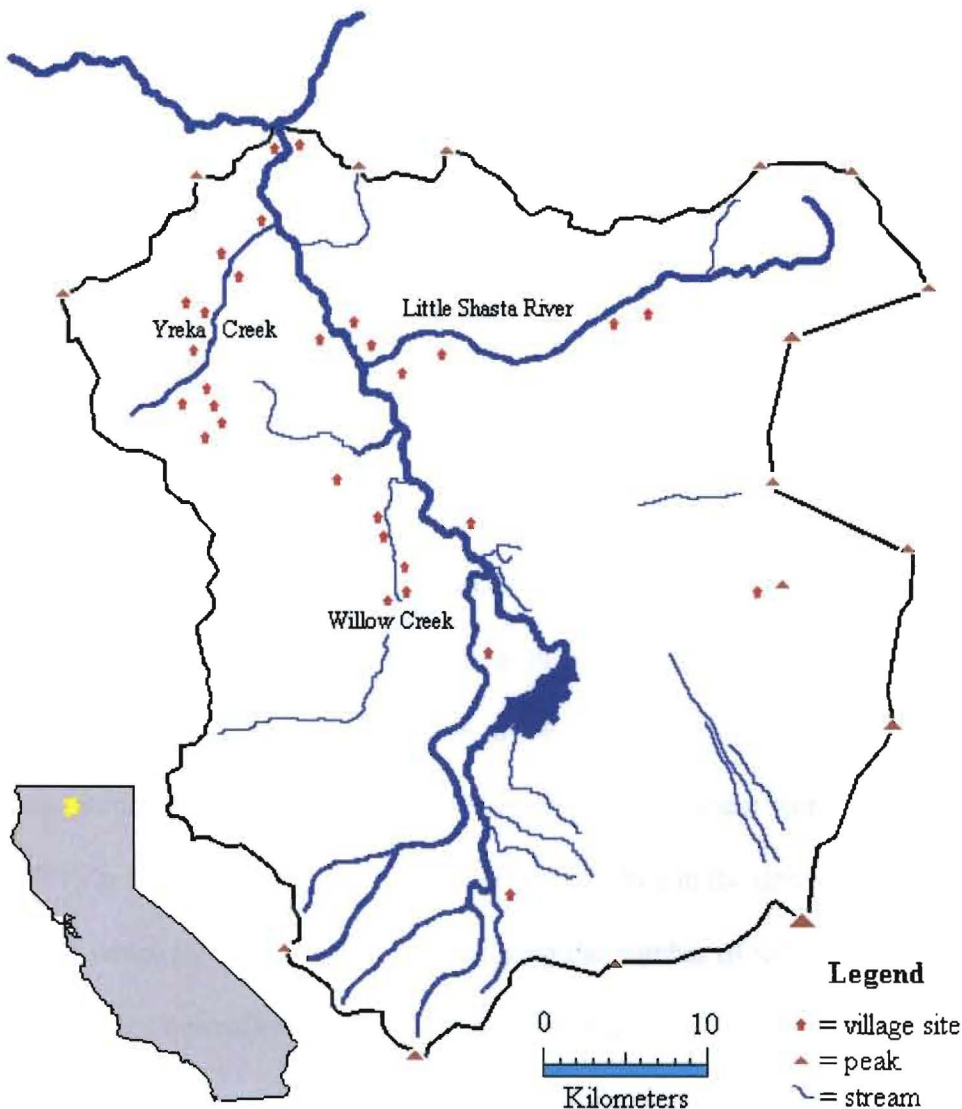 Little Shasta River
Yreka Creek
Willow Creek
Legend
0 10
= village site
= peak
Kilometers
= stream